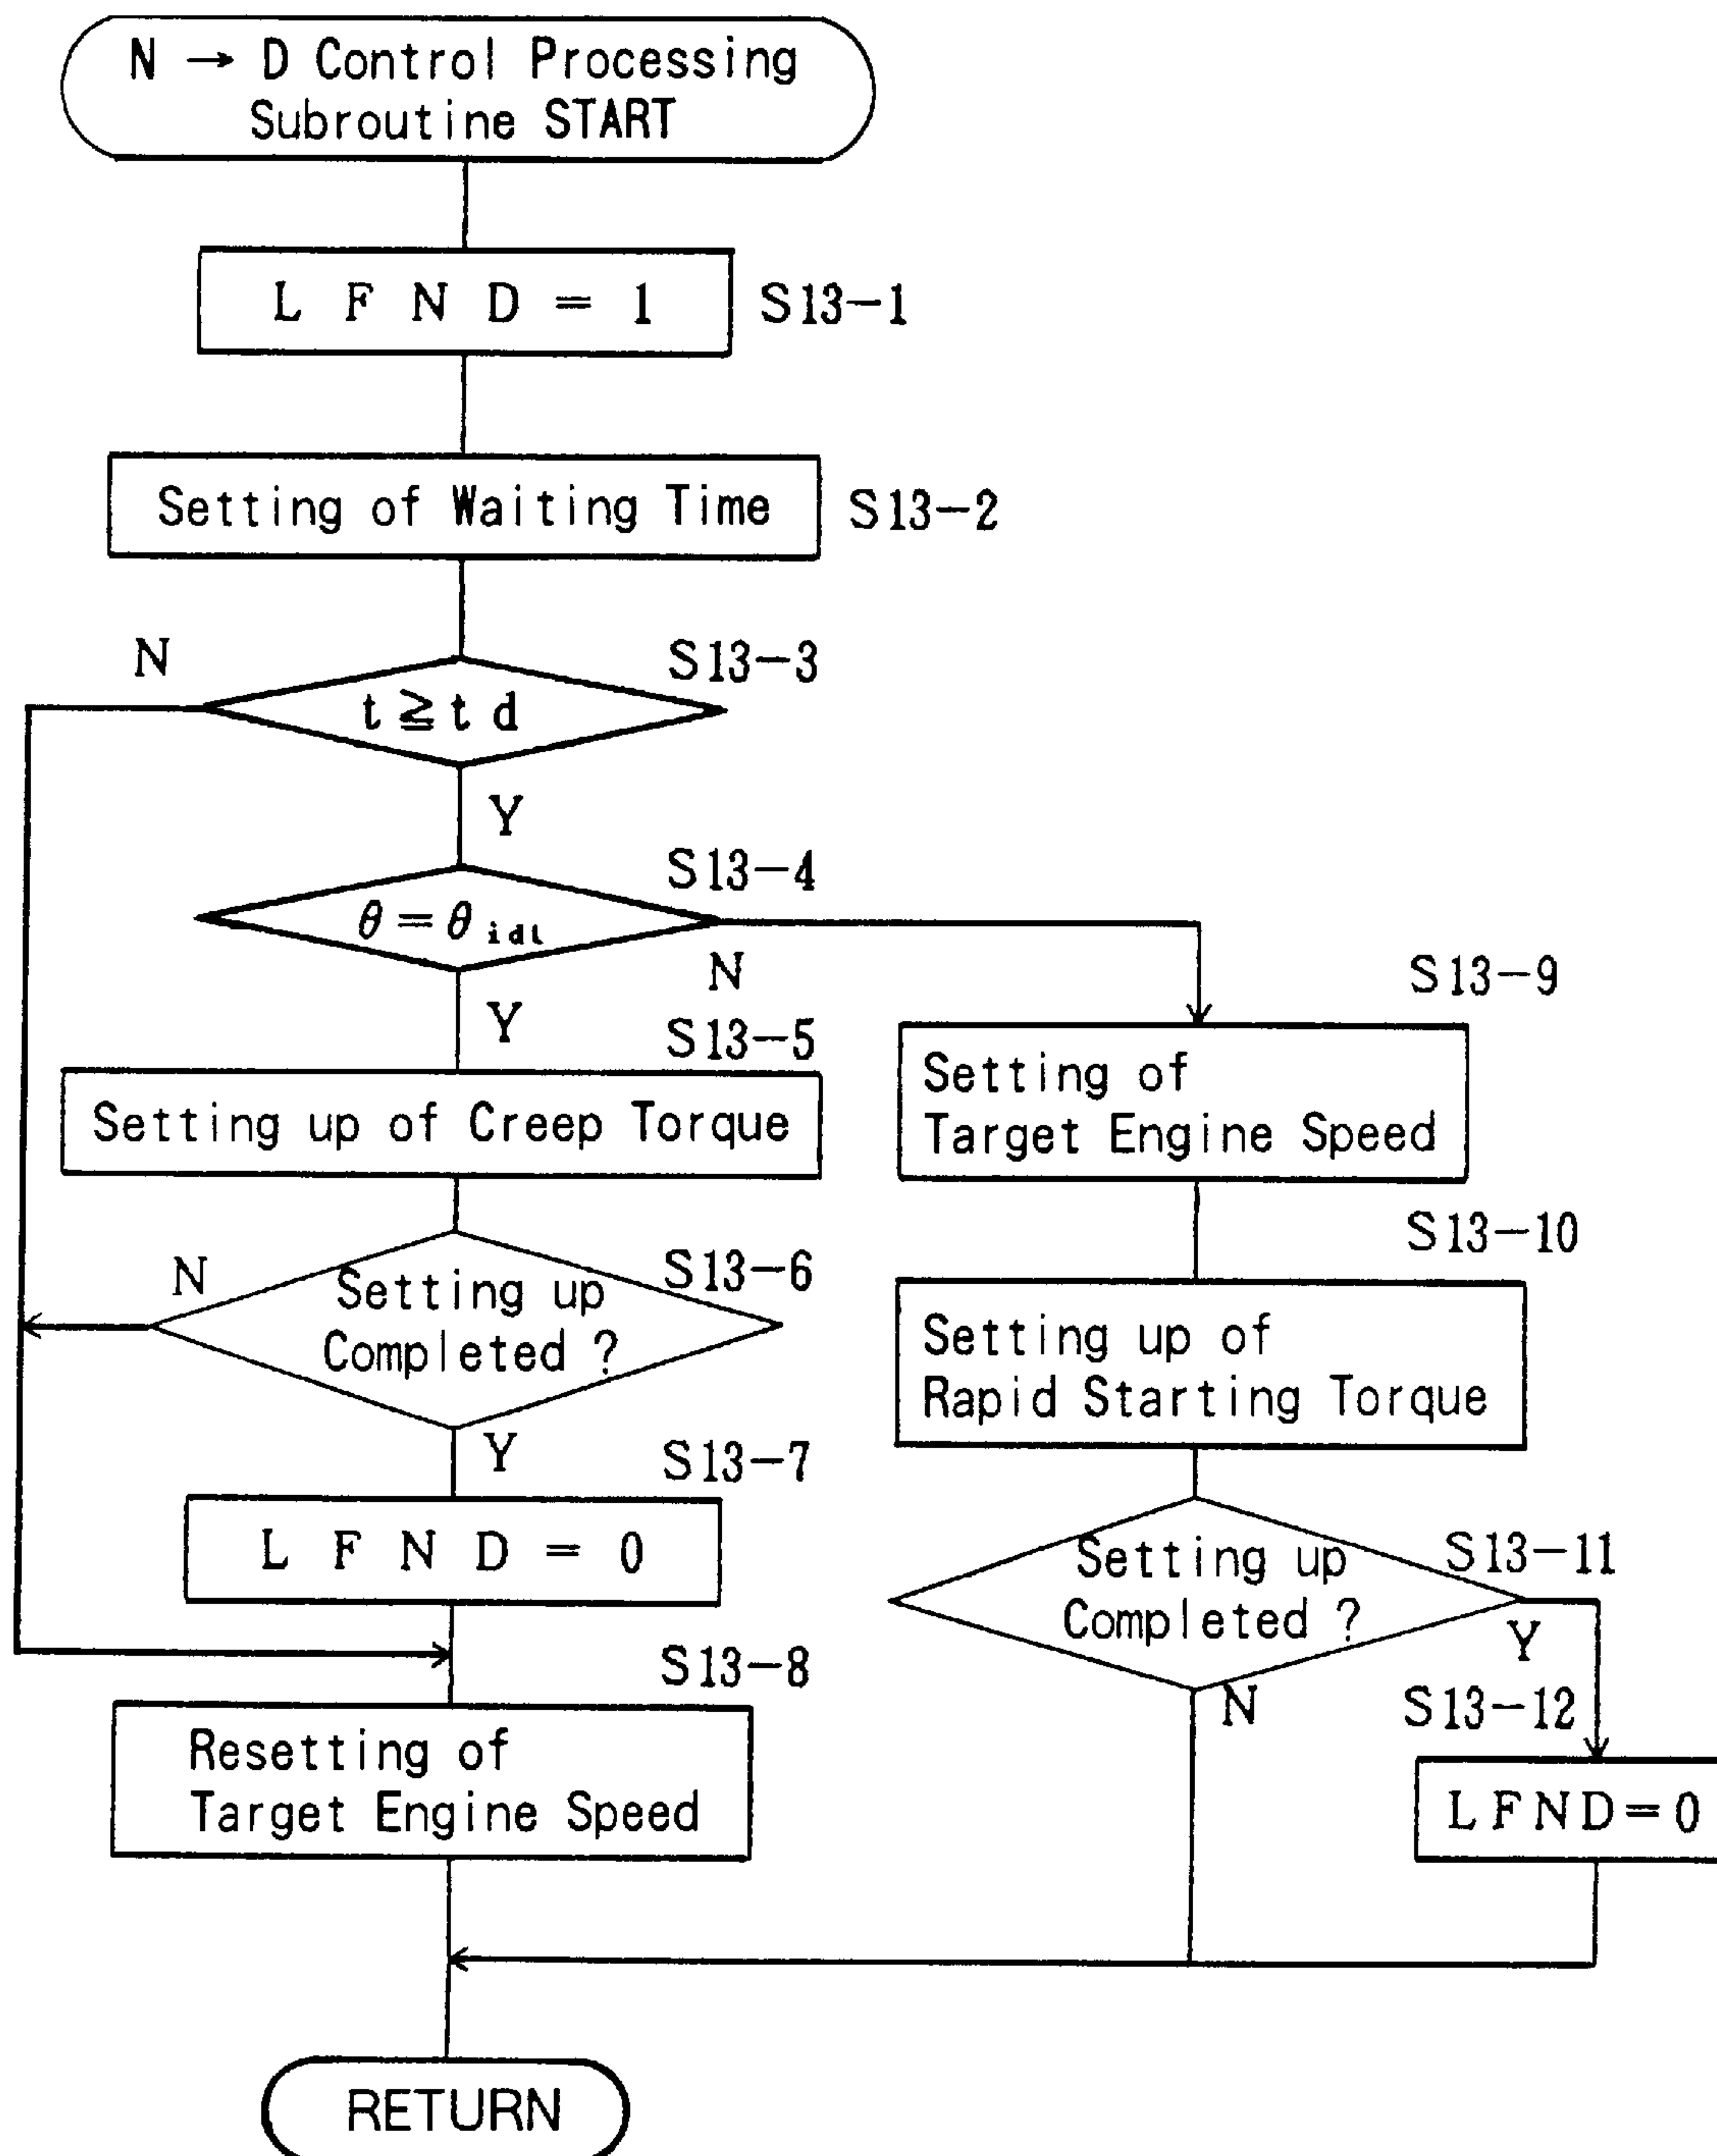 N → D Control Processing
Subroutine START
L F N D = 1
S13-1
Setting of Waiting Time
S13-2
N
S13-3
t ≧ t d
Y
S13-4
θ = θ idl
N
Y
S13-5
Setting up of Creep Torque
N
S13-6
Setting up
Completed ?
Y
S13-7
L F N D = 0
S13-8
Resetting of
Target Engine Speed
S13-9
Setting of
Target Engine Speed
S13-10
Setting up of
Rapid Starting Torque
S13-11
Setting up
Completed ?
Y
N
S13-12
L F N D = 0
RETURN